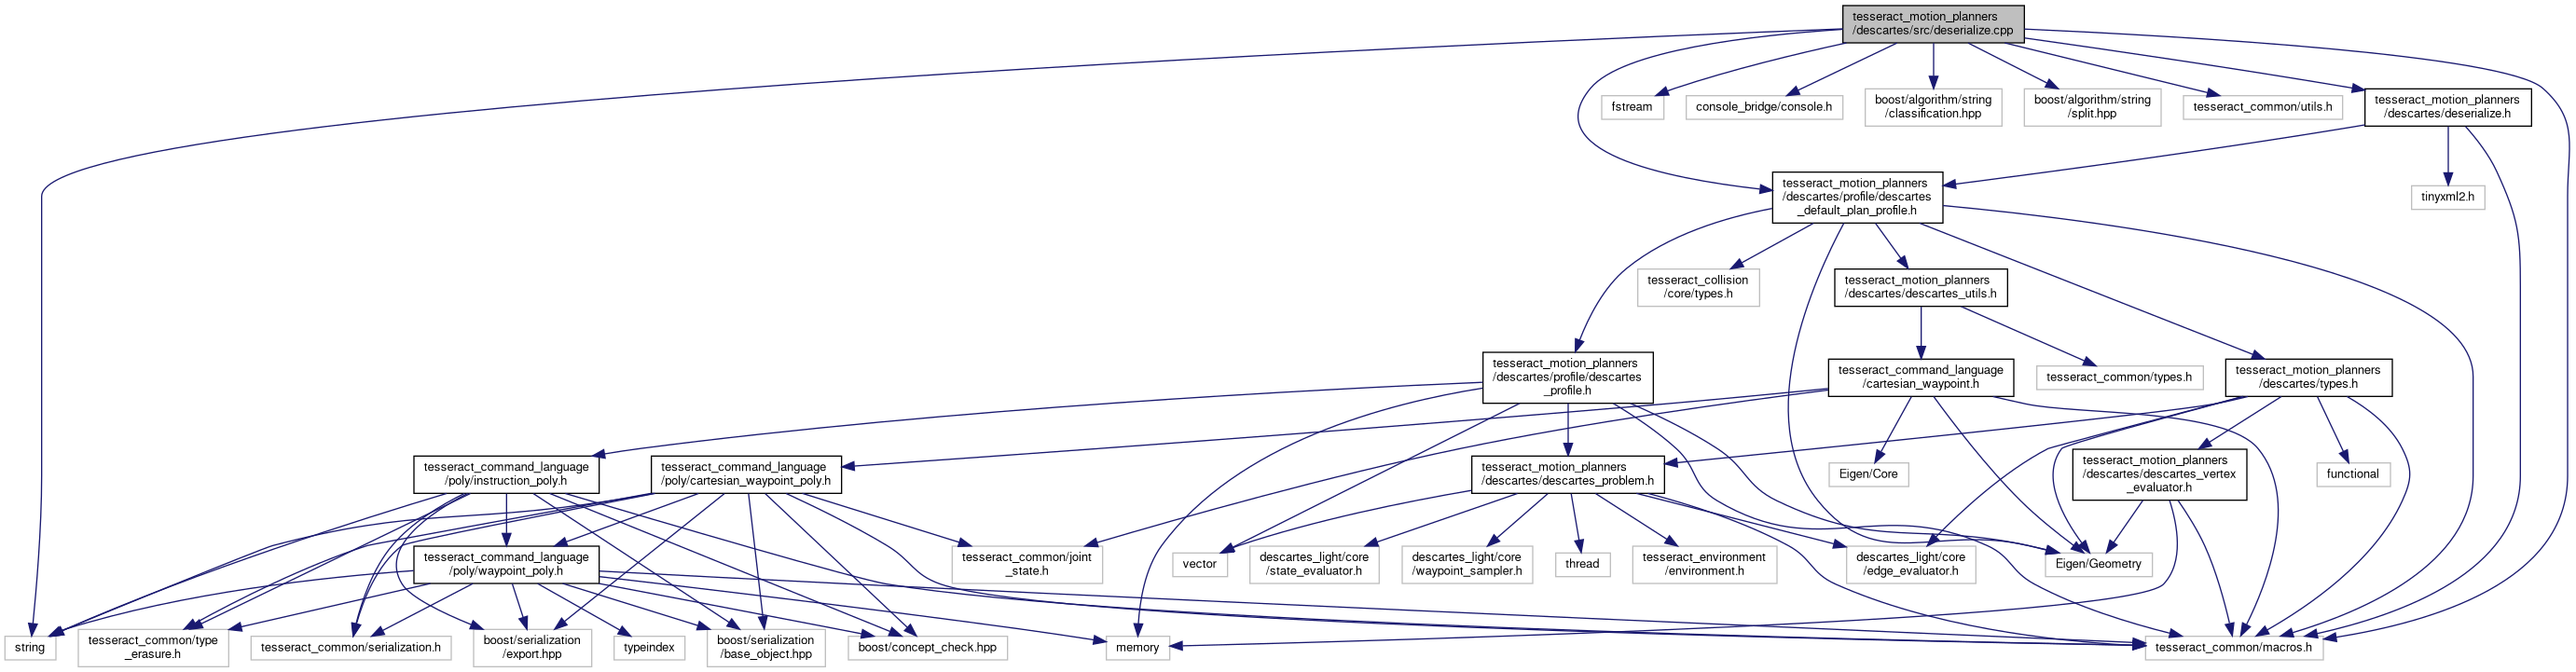 tesseract_motion_planners
/descartes/src/deserialize.cpp
fstream
console_bridge/console.h
boost/algorithm/string
/classification.hpp
boost/algorithm/string
/split.hpp
tesseract_common/utils.h
tesseract_motion_planners
/descartes/deserialize.h
tesseract_motion_planners
/descartes/profile/descartes
_default_plan_profile.h
tinyxml2.h
tesseract_collision
/core/types.h
tesseract_motion_planners
/descartes/descartes_utils.h
tesseract_motion_planners
/descartes/profile/descartes
_profile.h
tesseract_command_language
/cartesian_waypoint.h
tesseract_common/types.h
tesseract_motion_planners
/descartes/types.h
tesseract_command_language
/poly/instruction_poly.h
tesseract_command_language
/poly/cartesian_waypoint_poly.h
tesseract_motion_planners
/descartes/descartes_problem.h
Eigen/Core
tesseract_motion_planners
/descartes/descartes_vertex
_evaluator.h
functional
tesseract_command_language
/poly/waypoint_poly.h
tesseract_common/joint
_state.h
vector
descartes_light/core
/state_evaluator.h
descartes_light/core
/waypoint_sampler.h
thread
tesseract_environment
/environment.h
descartes_light/core
/edge_evaluator.h
Eigen/Geometry
string
tesseract_common/type
_erasure.h
tesseract_common/serialization.h
boost/serialization
/export.hpp
typeindex
boost/serialization
/base_object.hpp
boost/concept_check.hpp
memory
tesseract_common/macros.h